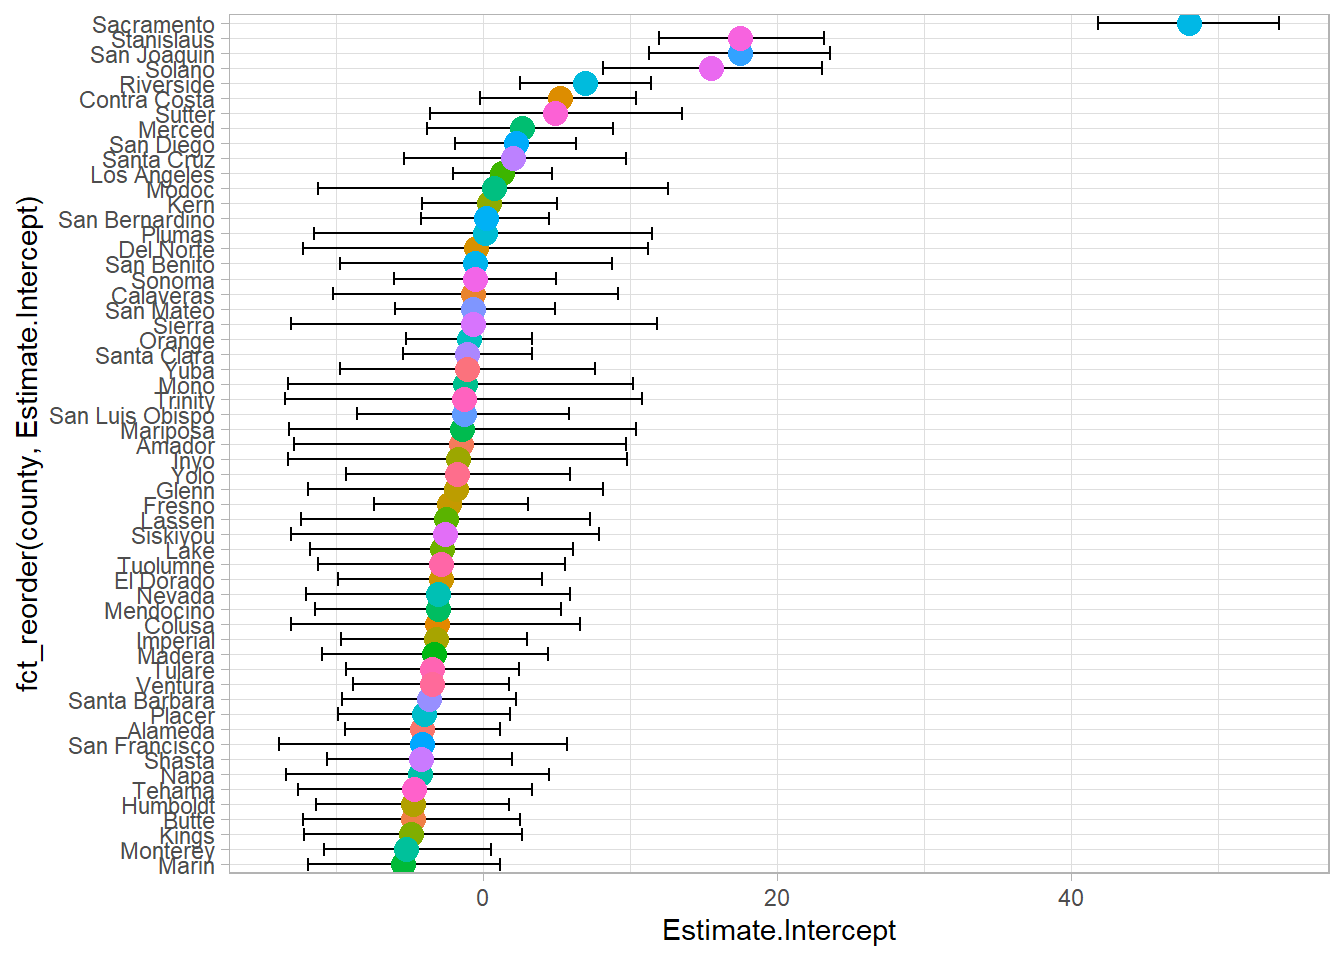 fct_reorder(county, Estimate.Intercept)
Sacramento
Stanislaus
San Joaquin
Solano
Riverside
Contra Costa
Sutter
Merced
San Diego
Santa Cruz
Los Angeles
Modoc
Kern
San Bernardino
Plumas
Del Norte
San Benito
Sonoma
Calaveras
San Mateo
Sierra
Orange
Santa Clara
Yuba
Mono
Trinity
San Luis Obispo
Mariposa
Amador
Inyo
Yolo
Glenn
Fresno
Lassen
Siskiyou
Lake
Tuolumne
El Dorado
Nevada
Mendocino
Colusa
Imperial
Madera
Tulare
Ventura
Santa Barbara
Placer
Alameda
San Francisco
Shasta
Napa
Tehama
Humboldt
Butte
Kings
Monterey
Marin
0 20 40
Estimate.Intercept